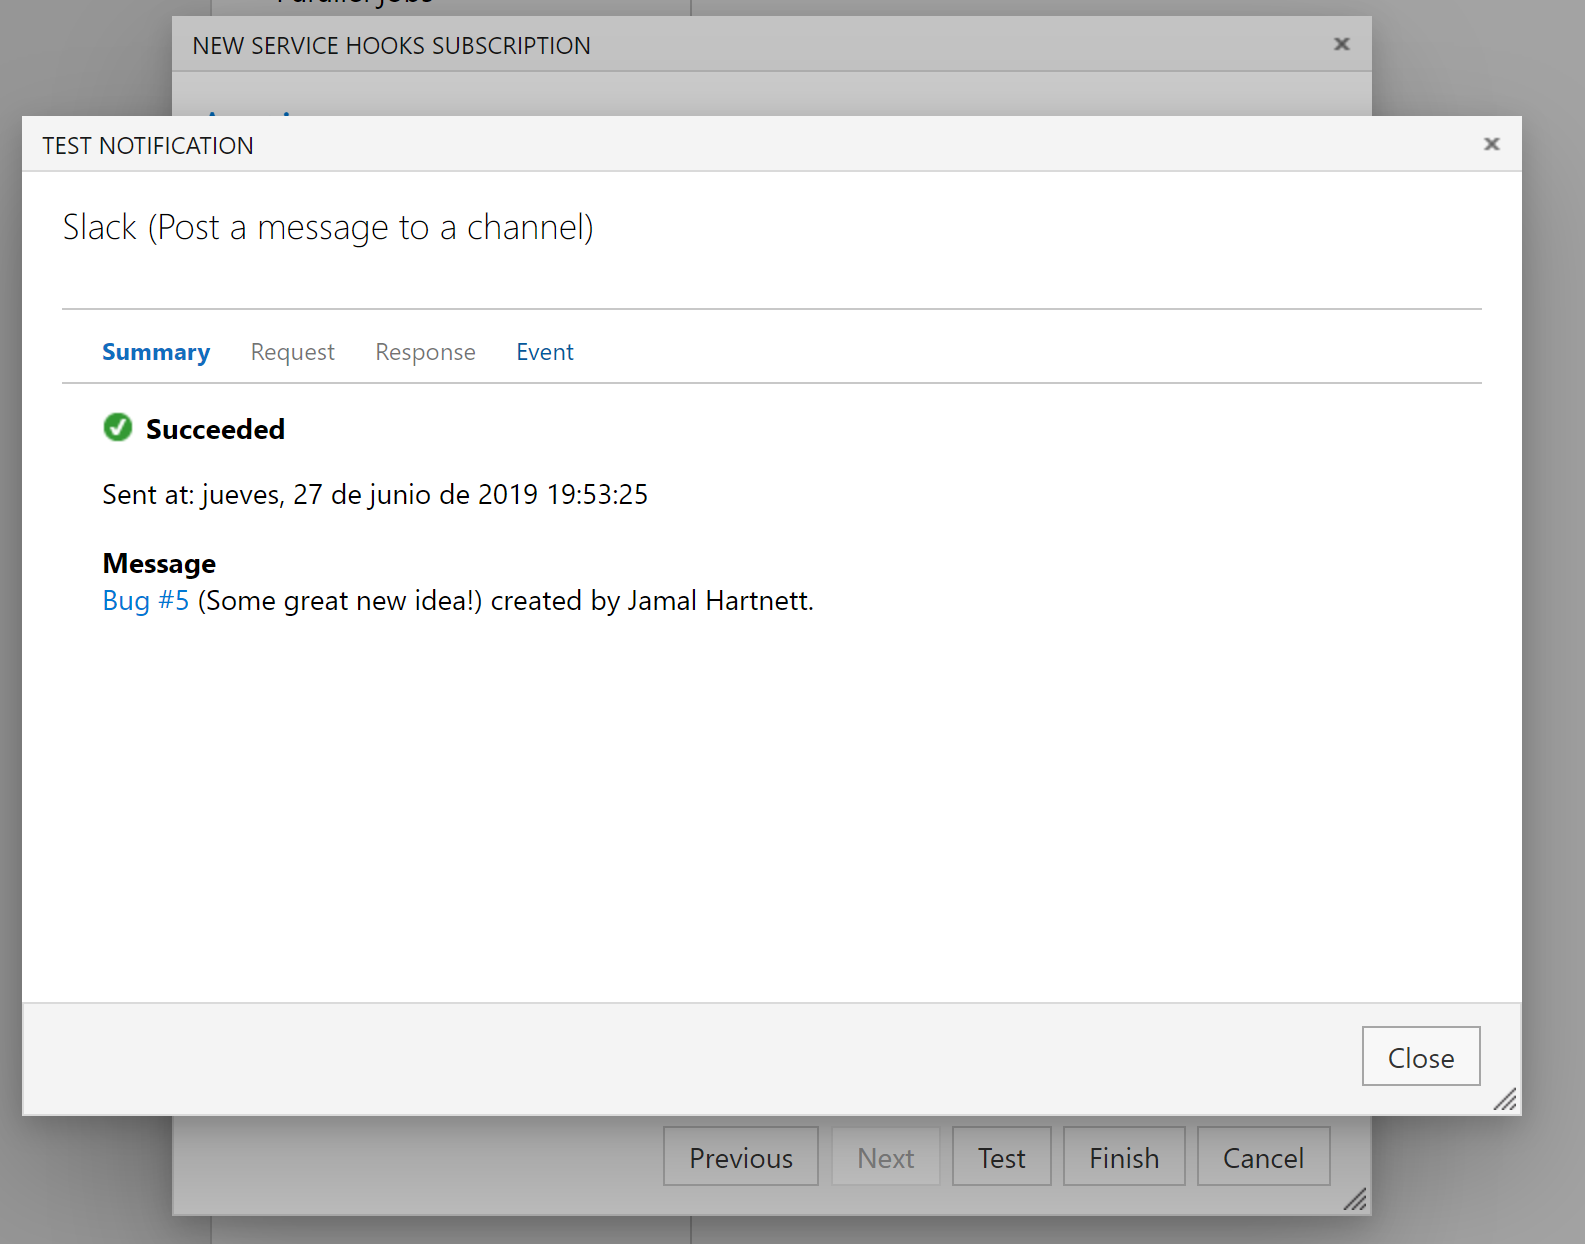 NEW SERVICE HOOKS SUBSCRIPTION
TEST NOTIFICATION
Slack (Post a message to a channel)
Summary Request Response Event
Succeeded
Sent at: jueves, 27 de junio de 2019 19:53:25
Message
Bug #5 (Some great new idea!) created by Jamal Hartnett.
Close
Previous Next Test Finish Cancel